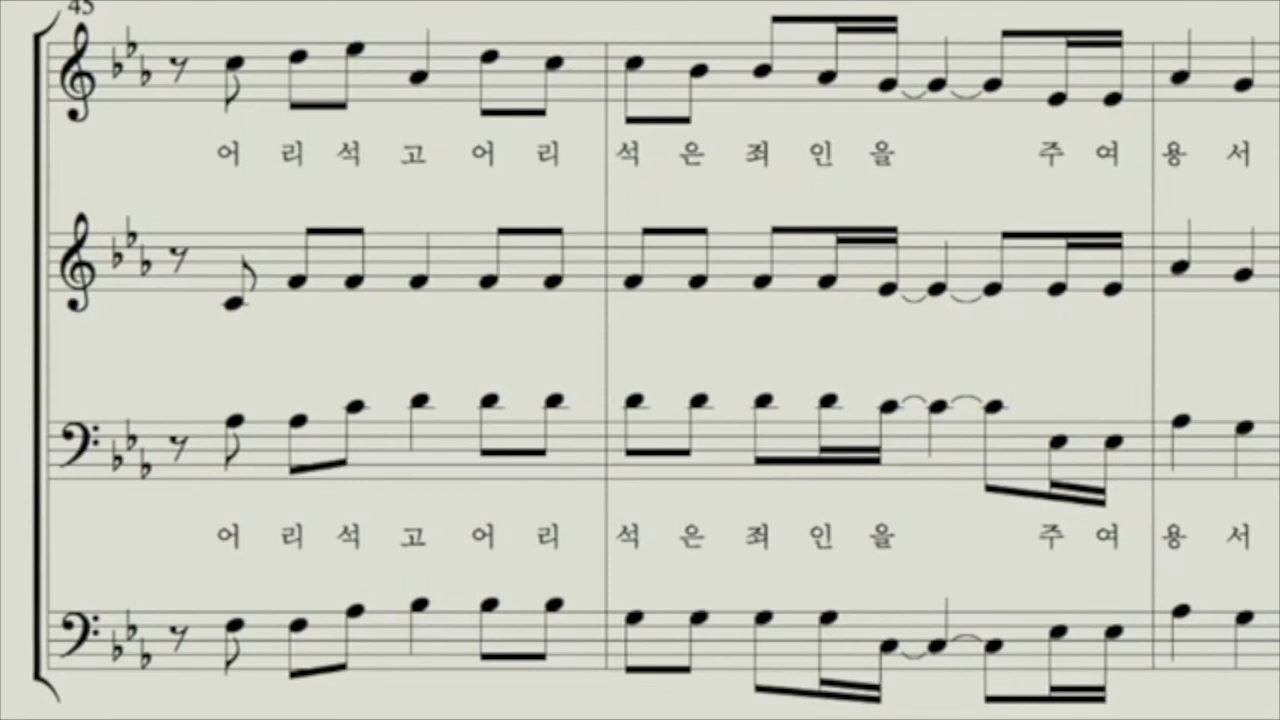 45
어 리 석 고 어 리 석 은 죄 인 을 주 여 용 서
어 리 석 고 어 리 석 은 죄 인 을 주 여 용 서